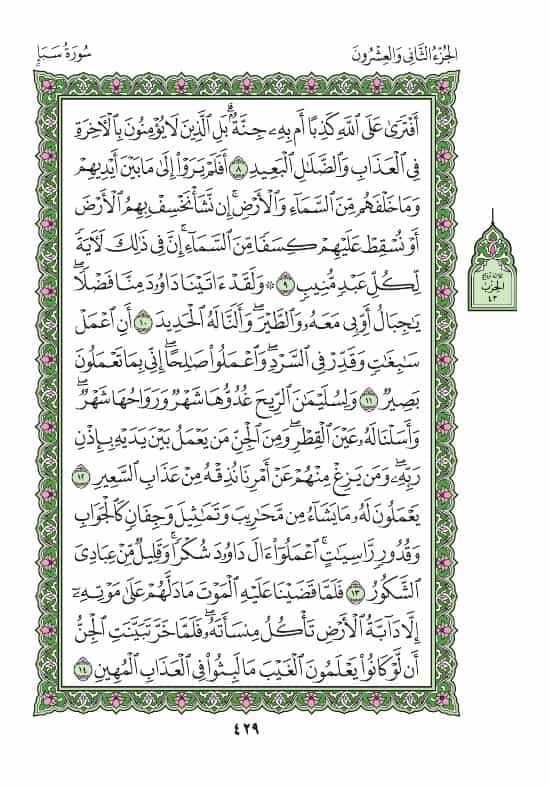 الجُزءُ الثَّانِي وَالعِشْرُونَ
سُورَةُ سَبَإٍ
أَفْتَرَىٰ عَلَى ٱللَّهِ كَذِبًا أَم بِهِۦ جِنَّةٌۢ ۗ بَلِ ٱلَّذِينَ لَا يُؤْمِنُونَ بِٱلْءَاخِرَةِ
فِى ٱلْعَذَابِ وَٱلضَّلَـٰلِ ٱلْبَعِيدِ ٨ أَفَلَمْ يَرَوْا۟ إِلَىٰ مَا بَيْنَ أَيْدِيهِمْ
وَمَا خَلْفَهُم مِّنَ ٱلسَّمَآءِ وَٱلْأَرْضِ ۚ إِن نَّشَأْ نَخْسِفْ بِهِمُ ٱلْأَرْضَ
أَوْ نُسْقِطْ عَلَيْهِمْ كِسَفًا مِّنَ ٱلسَّمَآءِ ۚ إِنَّ فِى ذَٰلِكَ لَـَٔايَةً
لِّكُلِّ عَبْدٍ مُّنِيبٍ ٩ ۞ وَلَقَدْ ءَاتَيْنَا دَاوُۥدَ مِنَّا فَضْلًا ۖ
يَـٰجِبَالُ أَوِّبِى مَعَهُۥ وَٱلطَّيْرَ ۖ وَأَلَنَّا لَهُ ٱلْحَدِيدَ ١٠ أَنِ ٱعْمَلْ
سَـٰبِغَـٰتٍ وَقَدِّرْ فِى ٱلسَّرْدِ ۖ وَٱعْمَلُوا۟ صَـٰلِحًا ۖ إِنِّى بِمَا تَعْمَلُونَ
بَصِيرٌ ١١ وَلِسُلَيْمَـٰنَ ٱلرِّيحَ غُدُوُّهَا شَهْرٌ وَرَوَاحُهَا شَهْرٌ ۖ
وَأَسَلْنَا لَهُۥ عَيْنَ ٱلْقِطْرِ ۖ وَمِنَ ٱلْجِنِّ مَن يَعْمَلُ بَيْنَ يَدَيْهِ بِإِذْنِ
رَبِّهِۦ ۖ وَمَن يَزِغْ مِنْهُمْ عَنْ أَمْرِنَا نُذِقْهُ مِنْ عَذَابِ ٱلسَّعِيرِ ١٢
يَعْمَلُونَ لَهُۥ مَا يَشَآءُ مِن مَّحَـٰرِيبَ وَتَمَـٰثِيلَ وَجِفَانٍ كَٱلْجَوَابِ
وَقُدُورٍ رَّاسِيَـٰتٍ ۚ ٱعْمَلُوٓا۟ ءَالَ دَاوُۥدَ شُكْرًا ۚ وَقَلِيلٌ مِّنْ عِبَادِىَ
ٱلشَّكُورُ ١٣ فَلَمَّا قَضَيْنَا عَلَيْهِ ٱلْمَوْتَ مَا دَلَّهُمْ عَلَىٰ مَوْتِهِۦٓ
إِلَّا دَآبَّةُ ٱلْأَرْضِ تَأْكُلُ مِنسَأَتَهُۥ ۖ فَلَمَّا خَرَّ تَبَيَّنَتِ ٱلْجِنُّ
أَن لَّوْ كَانُوا۟ يَعْلَمُونَ ٱلْغَيْبَ مَا لَبِثُوا۟ فِى ٱلْعَذَابِ ٱلْمُهِينِ ١٤
الحِزْب
٤٣
٤٢٩